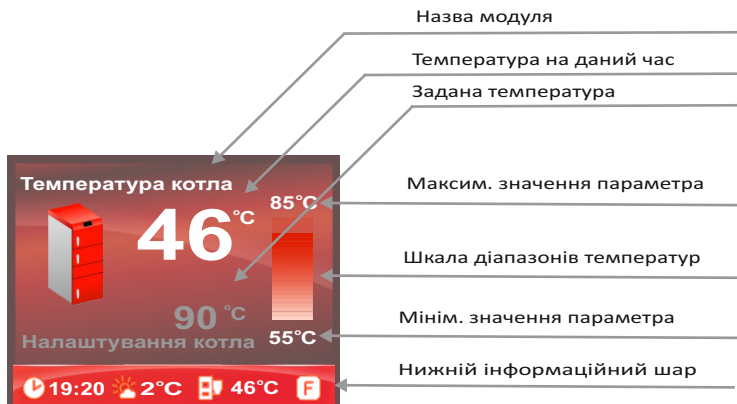 Назва модуля
Температура на даний час
Задана температура
Температура котла
85°C
Максим. значення параметра
46°C
Шкала діапазонів температур
90 °C
Налаштування котла
55°C
Мінім. значення параметра
Нижній інформаційний шар
19:20 2°C 46°C F